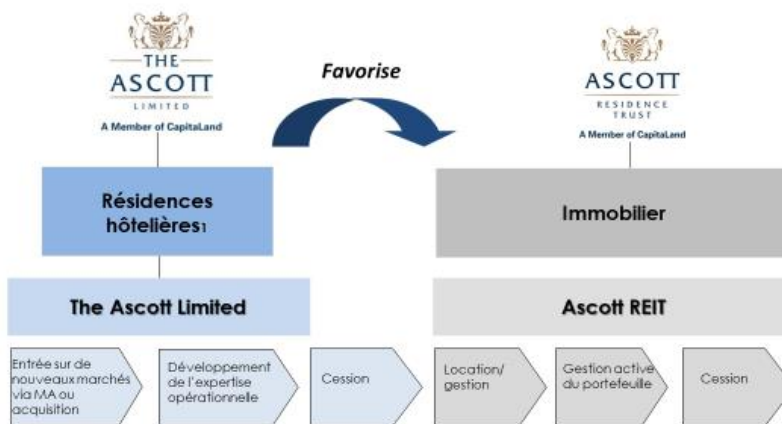 THE
ASCOTT
LIMITED
A Member of CapitaLand
Favorise
ASCOTT
RESIDENCE
TRUST
A Member of CapitaLand
Résidences
hôtelières1
Immobilier
The Ascott Limited
Ascott REIT
Entrée sur de
nouveaux marchés
via MA ou
acquisition
Développement
de l'expertise
opérationnelle
Cession
Location/
gestion
Gestion active
du portefeuille
Cession